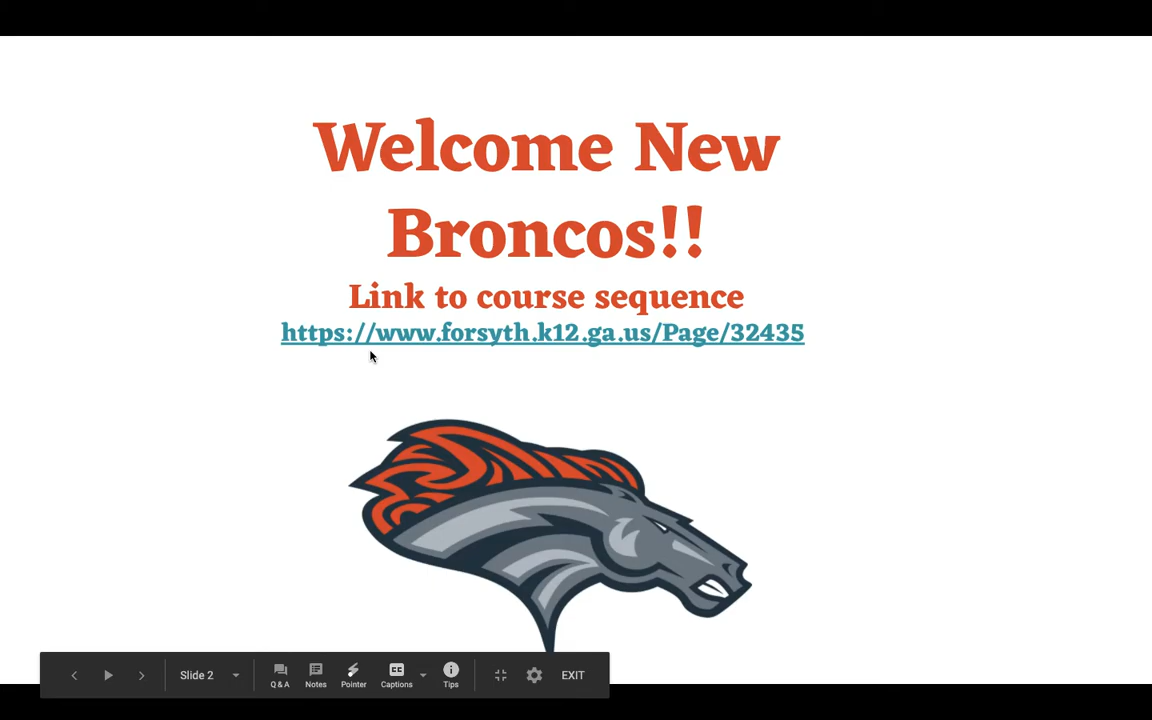 Welcome New
Broncos!!
Link to course sequence
https://www.forsyth.k12.ga.us/Page/32435
Slide 2
Q & A
Notes
Pointer
CC
Captions
Tips
EXIT